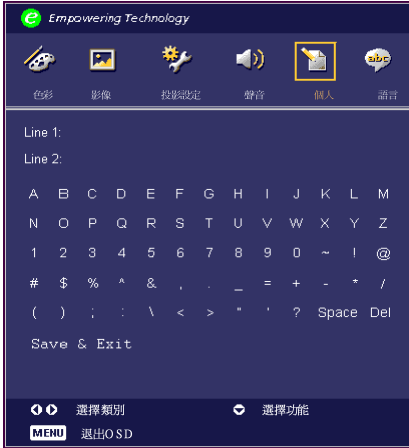 e Empowering Technology
色彩 影像 投影設定 聲音 個人 abc 語言
Line 1:
Line 2:
A B C D E F G H I J K L M
N O P Q R S T U V W X Y Z
1 2 3 4 5 6 7 8 9 0 ~ ! @
# $ % ^ & , . _ = + - * /
( ) ; : \ < > " ' ? Space Del
Save & Exit
選擇類別 選擇功能
MENU 退出OSD